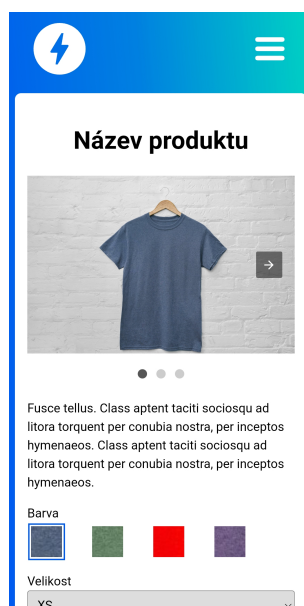 Název produktu
Fusce tellus. Class aptent taciti sociosqu ad
litora torquent per conubia nostra, per inceptos
hymenaeos. Class aptent taciti sociosqu ad
litora torquent per conubia nostra, per inceptos
hymenaeos.
Barva
Velikost
XS